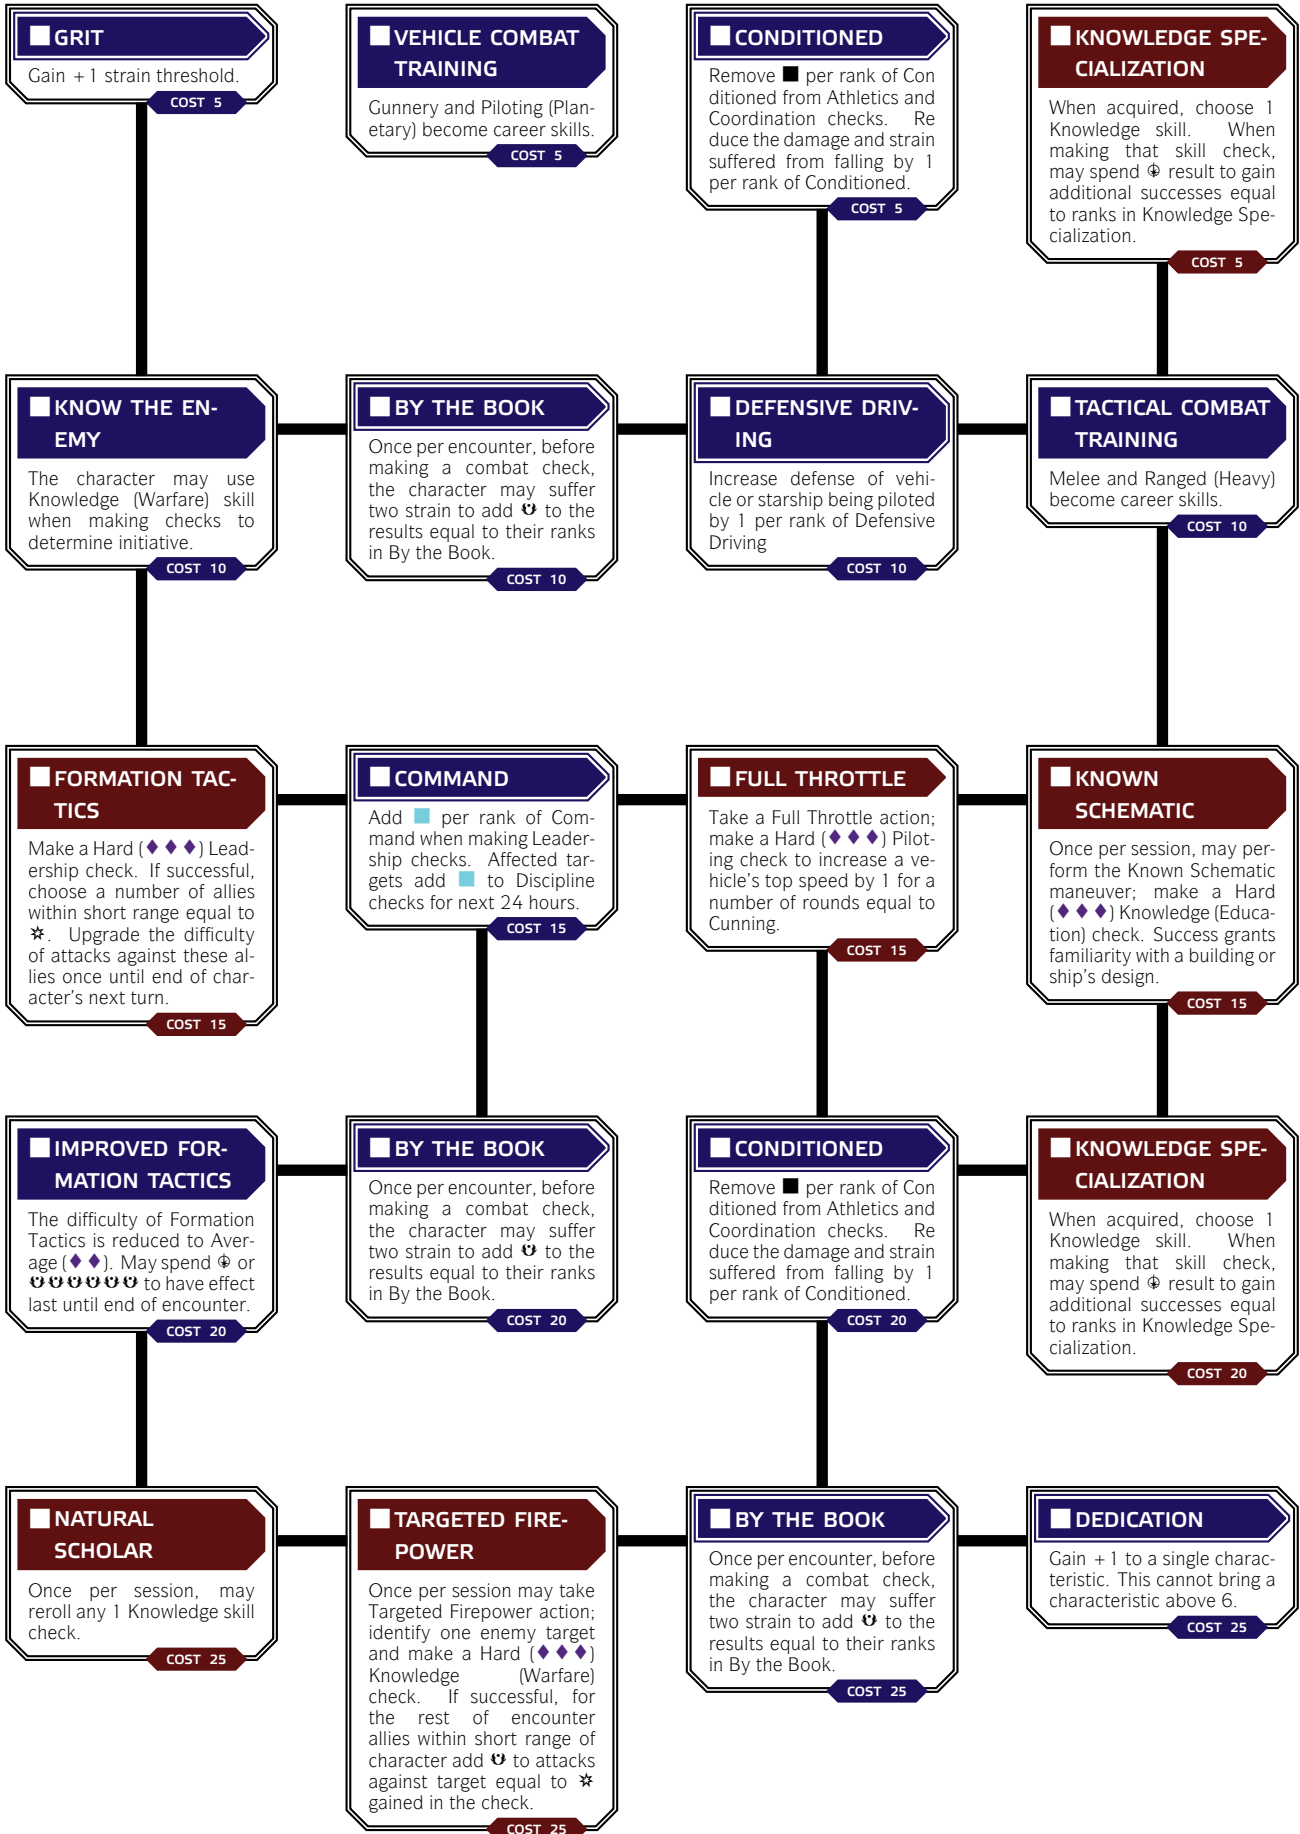 GRIT
Gain +1 strain threshold.
COST 5
VEHICLE COMBAT
TRAINING
Gunnery and Piloting (Plan-
etary) become career skills.
COST 5
CONDITIONED
Remove ■ per rank of Con
ditioned from Athletics and
Coordination checks. Re
duce the damage and strain
suffered from falling by 1
per rank of Conditioned.
COST 5
KNOWLEDGE SPE-
CIALIZATION
When acquired, choose 1
Knowledge skill. When
making that skill check,
may spend result to gain
additional successes equal
to ranks in Knowledge Spe-
cialization.
COST 5
KNOW THE EN-
EMY
The character may use
Knowledge (Warfare) skill
when making checks to
determine initiative.
COST 10
BY THE BOOK
Once per encounter, before
making a combat check,
the character may suffer
two strain to add to the
results equal to their ranks
in By the Book.
COST 10
DEFENSIVE DRIV-
ING
Increase defense of vehi-
cle or starship being piloted
by 1 per rank of Defensive
Driving
COST 10
TACTICAL COMBAT
TRAINING
Melee and Ranged (Heavy)
become career skills.
COST 10
FORMATION TAC-
TICS
Make a Hard (♦♦♦) Lead-
ership check. If successful,
choose a number of allies
within short range equal to
. Upgrade the difficulty
of attacks against these al-
lies once until end of char-
acter's next turn.
COST 15
COMMAND
Add ■ per rank of Com-
mand when making Leader-
ship checks. Affected tar-
gets add ■ to Discipline
checks for next 24 hours.
COST 15
FULL THROTTLE
Take a Full Throttle action;
make a Hard (♦♦♦) Pilot-
ing check to increase a ve-
hicle's top speed by 1 for a
number of rounds equal to
Cunning.
COST 15
KNOWN
SCHEMATIC
Once per session, may per-
form the Known Schematic
maneuver; make a Hard
(♦♦♦) Knowledge (Educa-
tion) check. Success grants
familiarity with a building or
ship's design.
COST 15
IMPROVED FOR-
MATION TACTICS
The difficulty of Formation
Tactics is reduced to Aver-
age (♦♦). May spend or
to have effect
last until end of encounter.
COST 20
BY THE BOOK
Once per encounter, before
making a combat check,
the character may suffer
two strain to add to the
results equal to their ranks
in By the Book.
COST 20
CONDITIONED
Remove ■ per rank of Con
ditioned from Athletics and
Coordination checks. Re
duce the damage and strain
suffered from falling by 1
per rank of Conditioned.
COST 20
KNOWLEDGE SPE-
CIALIZATION
When acquired, choose 1
Knowledge skill. When
making that skill check,
may spend result to gain
additional successes equal
to ranks in Knowledge Spe-
cialization.
COST 20
NATURAL
SCHOLAR
Once per session, may
reroll any 1 Knowledge skill
check.
COST 25
TARGETED FIRE-
POWER
Once per session may take
Targeted Firepower action;
identify one enemy target
and make a Hard (♦♦♦)
Knowledge (Warfare)
check. If successful, for
the rest of encounter
allies within short range of
character add to attacks
against target equal to
gained in the check.
COST 25
BY THE BOOK
Once per encounter, before
making a combat check,
the character may suffer
two strain to add to the
results equal to their ranks
in By the Book.
COST 25
DEDICATION
Gain +1 to a single charac-
teristic. This cannot bring a
characteristic above 6.
COST 25